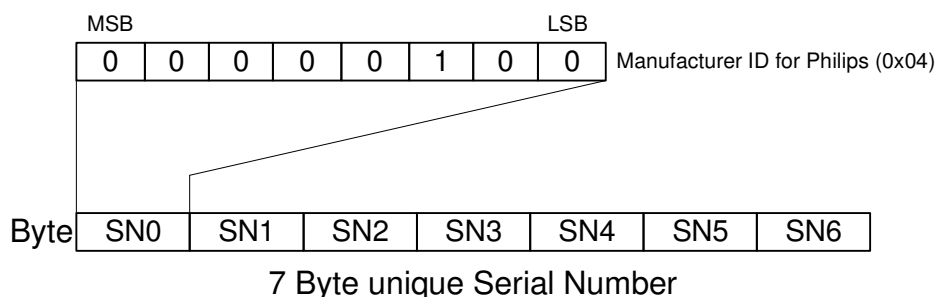 MSB LSB
0 0 0 0 0 1 0 0 Manufacturer ID for Philips (0x04)
Byte SN0 SN1 SN2 SN3 SN4 SN5 SN6
7 Byte unique Serial Number